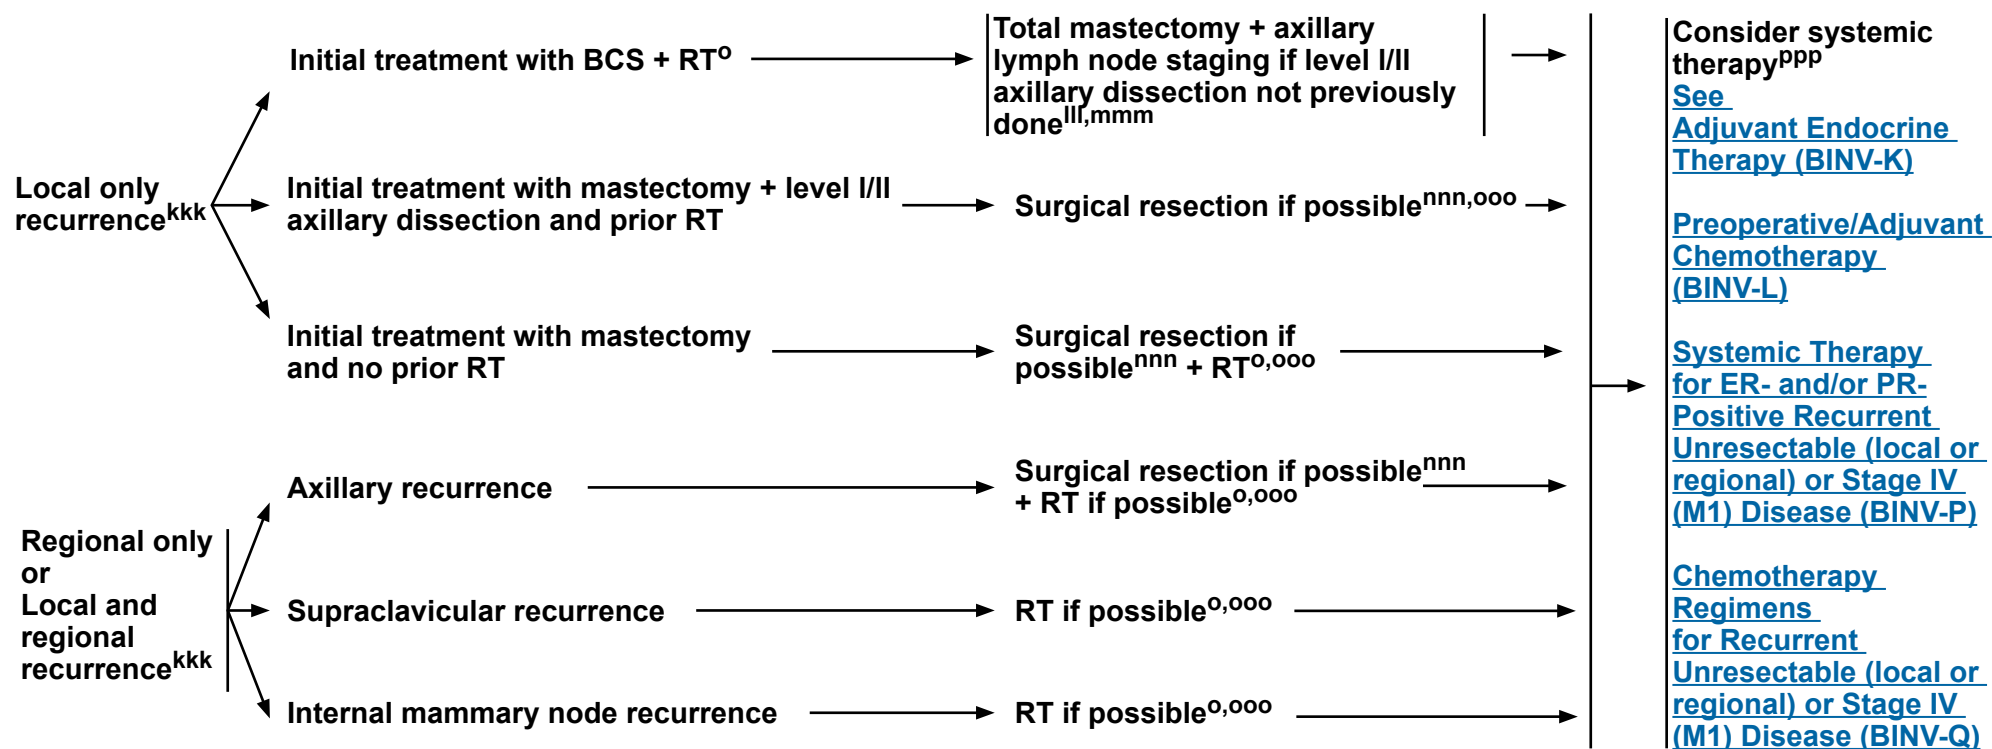 Initial treatment with BCS + RTo
Total mastectomy + axillary
lymph node staging if level I/II
axillary dissection not previously
donelll,mmm
Local only
recurrencekkk
Initial treatment with mastectomy + level I/II
axillary dissection and prior RT
Surgical resection if possiblennn,ooo
Initial treatment with mastectomy
and no prior RT
Surgical resection if
possiblennn + RTo,ooo
Regional only
or
Local and
regional
recurrencekkk
Axillary recurrence
Surgical resection if possiblennn
+ RT if possibleo,ooo
Supraclavicular recurrence
RT if possibleo,ooo
Internal mammary node recurrence
RT if possibleo,ooo
Consider systemic
therapyppp
See
Adjuvant Endocrine
Therapy (BINV-K)
Preoperative/Adjuvant
Chemotherapy
(BINV-L)
Systemic Therapy
for ER- and/or PR-
Positive Recurrent
Unresectable (local or
regional) or Stage IV
(M1) Disease (BINV-P)
Chemotherapy
Regimens
for Recurrent
Unresectable (local or
regional) or Stage IV
(M1) Disease (BINV-Q)